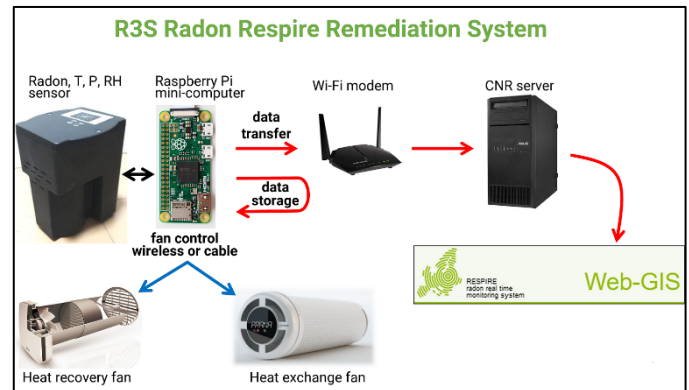 R3S Radon Respire Remediation System
Radon, T, P, RH
sensor
Raspberry Pi
mini-computer
Wi-Fi modem
CNR server
data
transfer
data
storage
fan control
wireless or cable
RESPIRE
radon real time
monitoring system
Web-GIS
Heat recovery fan
Heat exchange fan